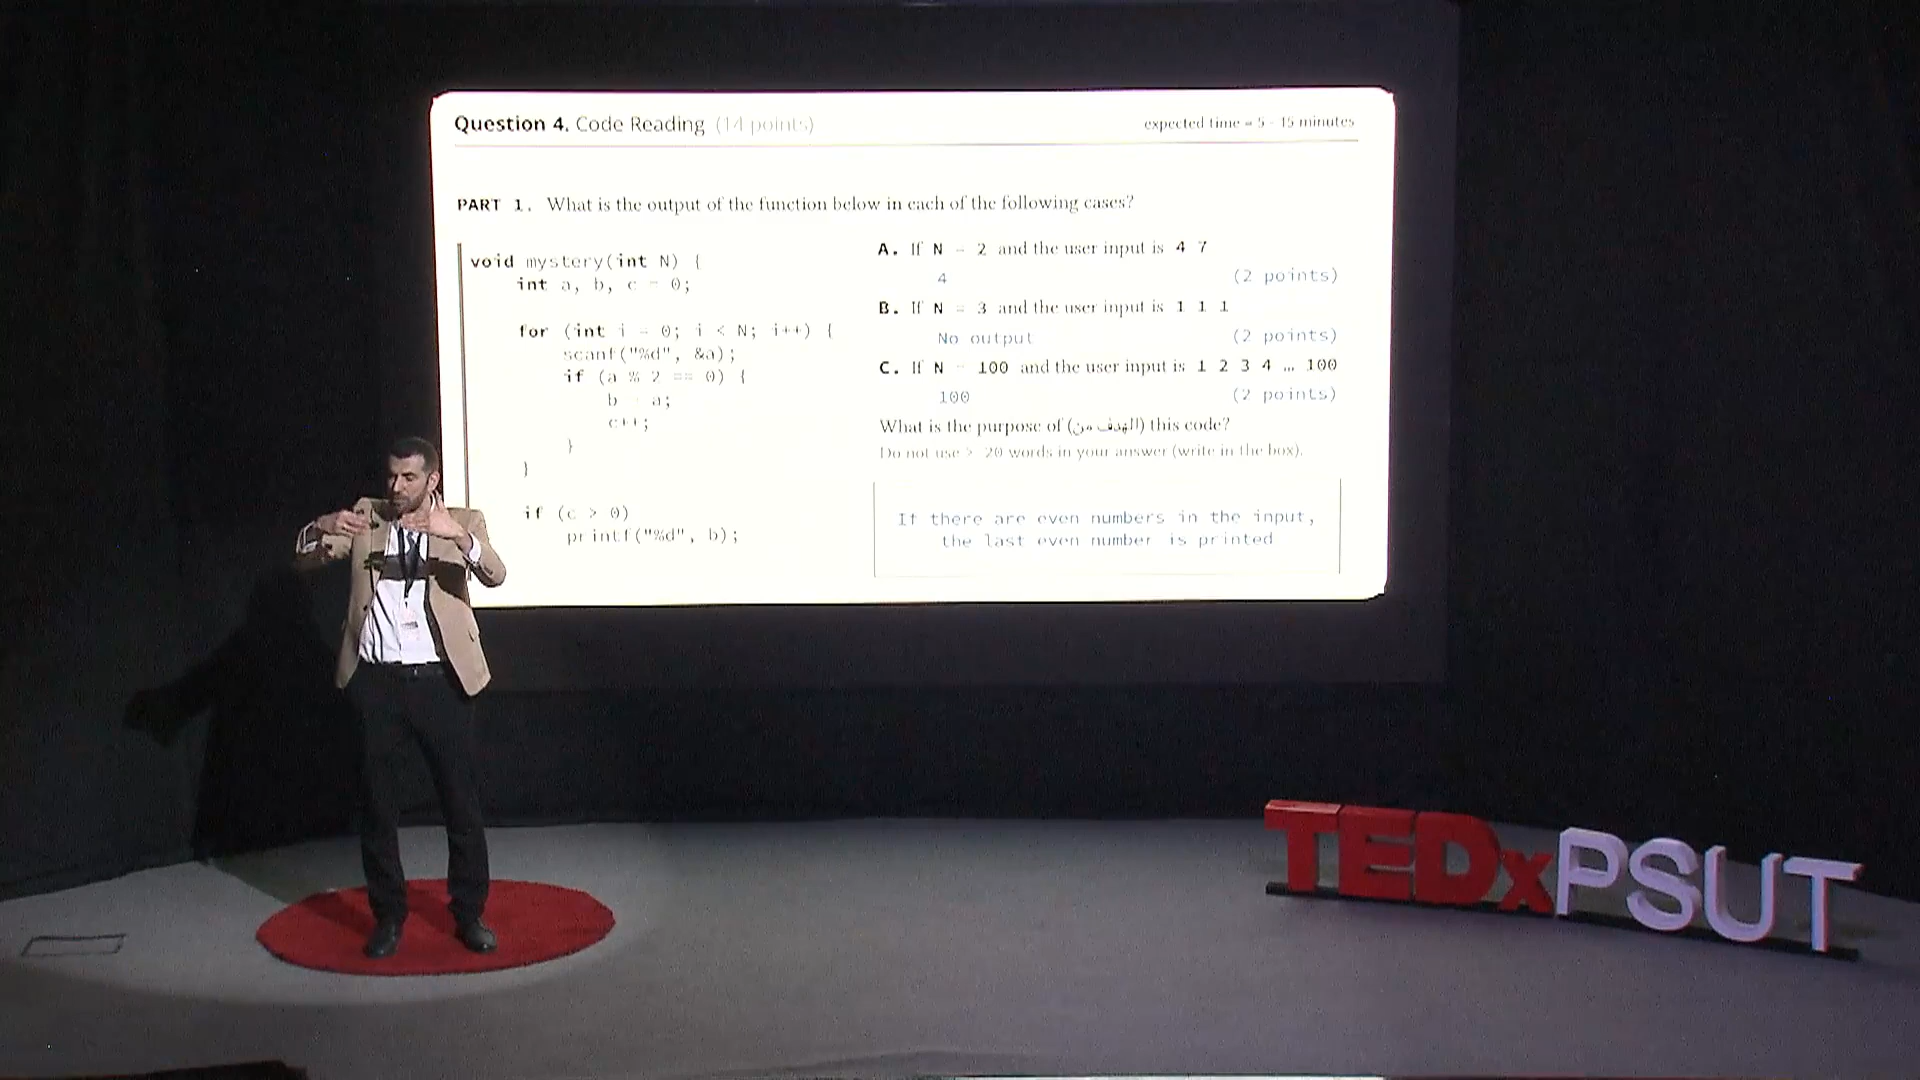 Question 4. Code Reading (14 points)
expected time = 5 - 15 minutes
PART 1. What is the output of the function below in each of the following cases?
void mystery(int N) {
int a, b, c = 0;
for (int i = 0; i < N; i++) {
scanf("%d", &a);
if (a % 2 == 0) {
b = a;
c++;
}
}
if (c > 0)
printf("%d", b);
A. If N = 2 and the user input is 4 7
4 (2 points)
B. If N = 3 and the user input is 1 1 1
No output (2 points)
C. If N = 100 and the user input is 1 2 3 4 … 100
100 (2 points)
What is the purpose of (الهدف من) this code?
Do not use > 20 words in your answer (write in the box).
If there are even numbers in the input,
the last even number is printed
TEDxPSUT